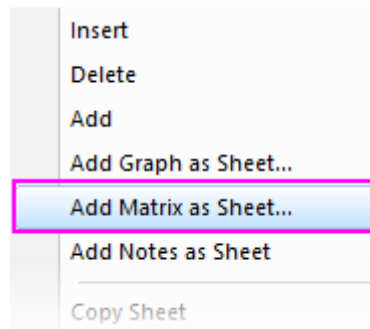 Insert
Delete
Add
Add Graph as Sheet...
Add Matrix as Sheet...
Add Notes as Sheet
Copy Sheet